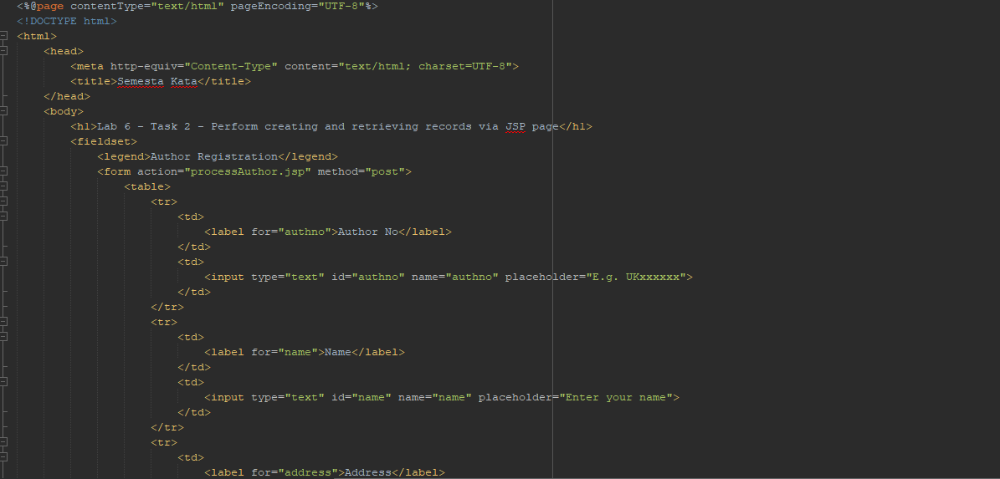 <%@page contentType="text/html" pageEncoding="UTF-8"%>
<!DOCTYPE html>
<html>
    <head>
        <meta http-equiv="Content-Type" content="text/html; charset=UTF-8">
        <title>Semesta Kata</title>
    </head>
    <body>
        <h1>Lab 6 - Task 2 - Perform creating and retrieving records via JSP page</h1>
        <fieldset>
            <legend>Author Registration</legend>
            <form action="processAuthor.jsp" method="post">
                <table>
                    <tr>
                        <td>
                            <label for="authno">Author No</label>
                        </td>
                        <td>
                            <input type="text" id="authno" name="authno" placeholder="E.g. UKxxxxxx">
                        </td>
                    </tr>
                    <tr>
                        <td>
                            <label for="name">Name</label>
                        </td>
                        <td>
                            <input type="text" id="name" name="name" placeholder="Enter your name">
                        </td>
                    </tr>
                    <tr>
                        <td>
                            <label for="address">Address</label>